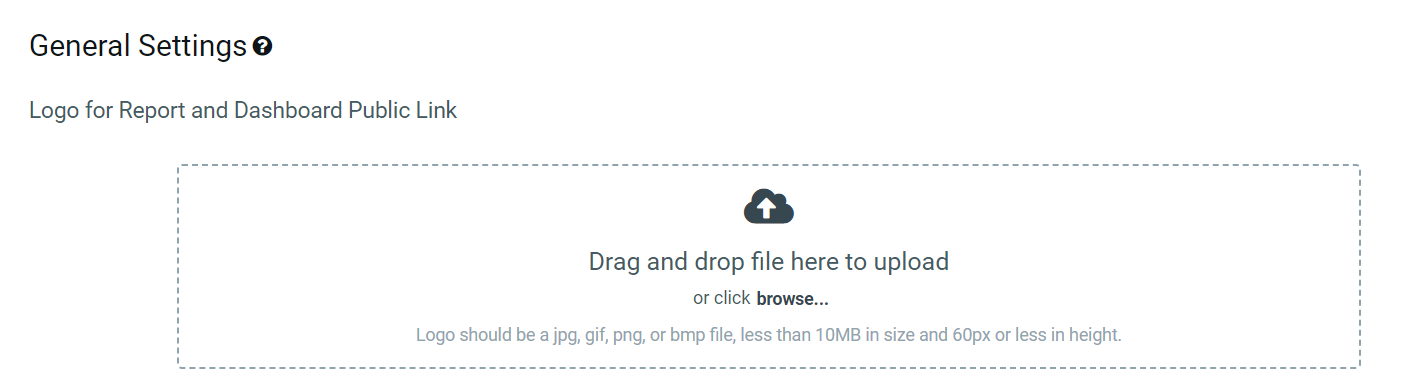 General Settings
Logo for Report and Dashboard Public Link
Drag and drop file here to upload
or click browse...
Logo should be a jpg, gif, png, or bmp file, less than 10MB in size and 60px or less in height.